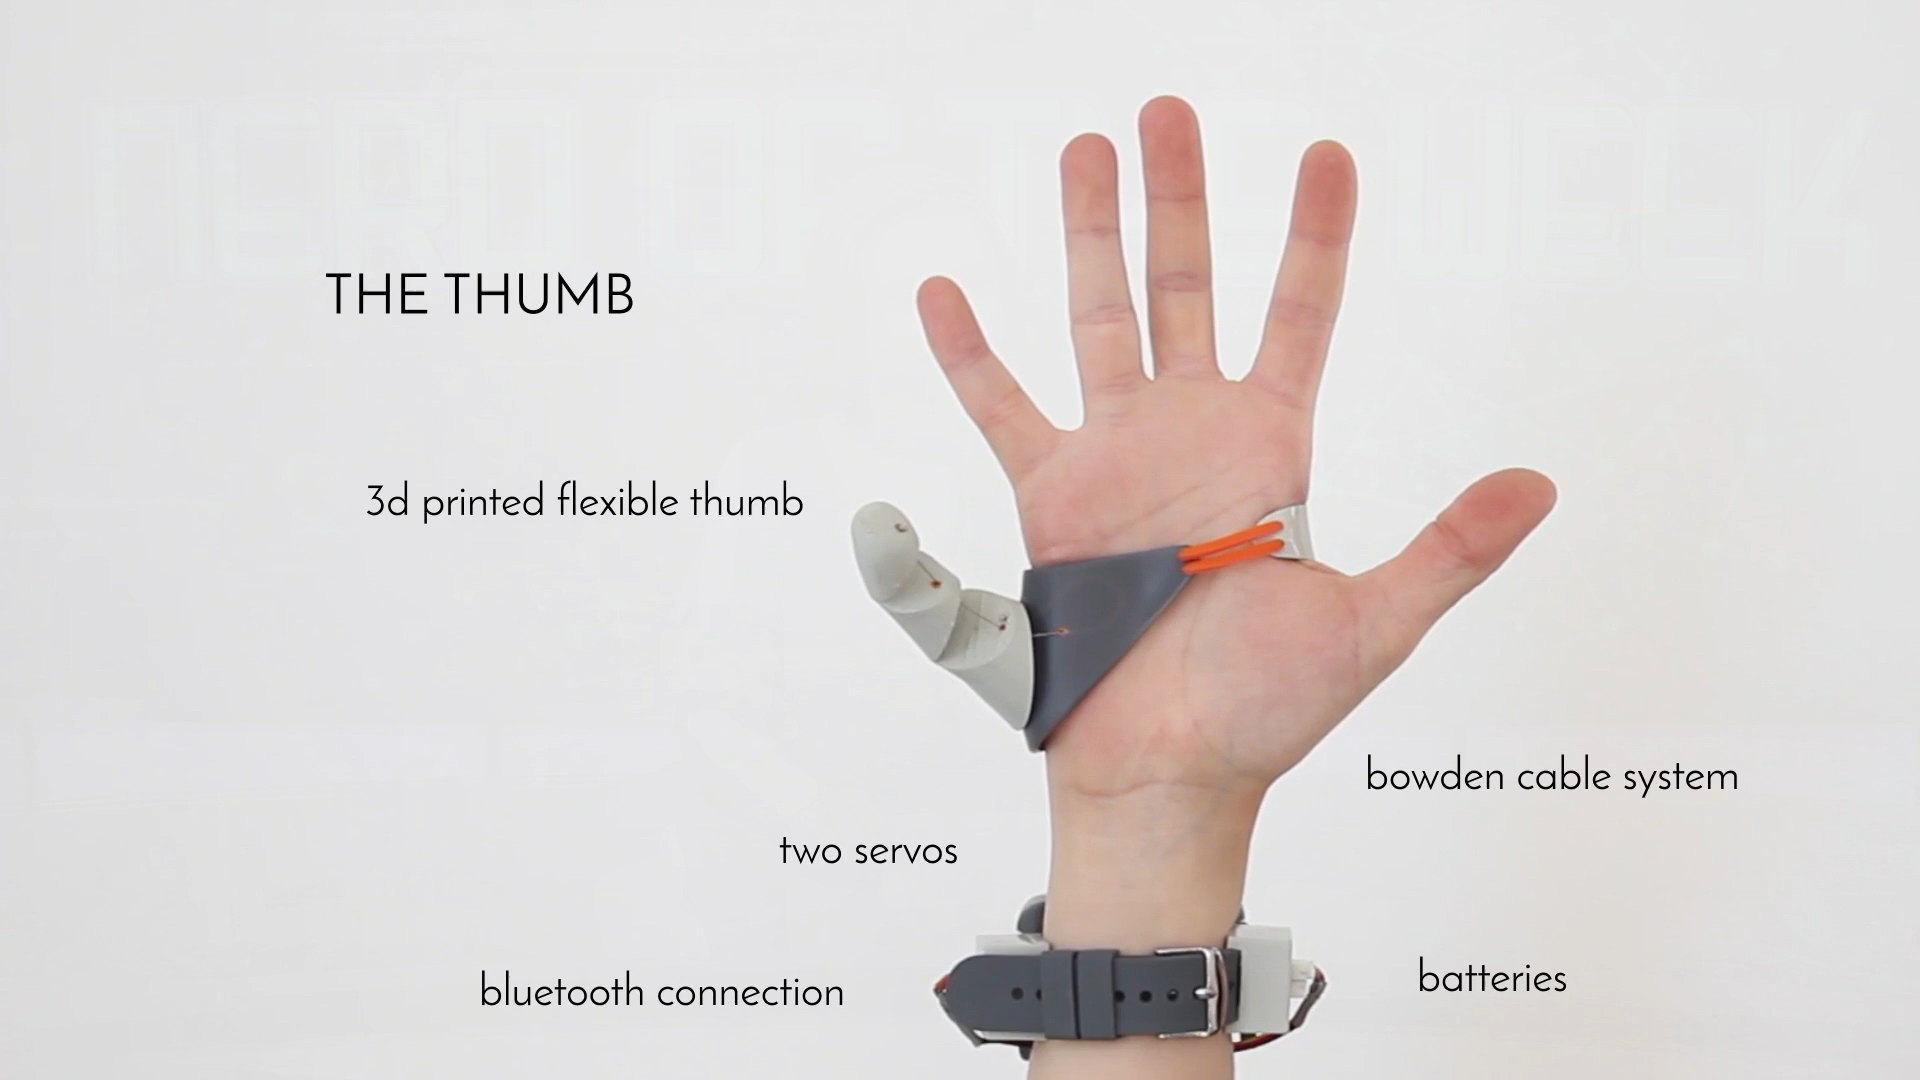 THE THUMB
3d printed flexible thumb
bowden cable system
two servos
bluetooth connection
batteries